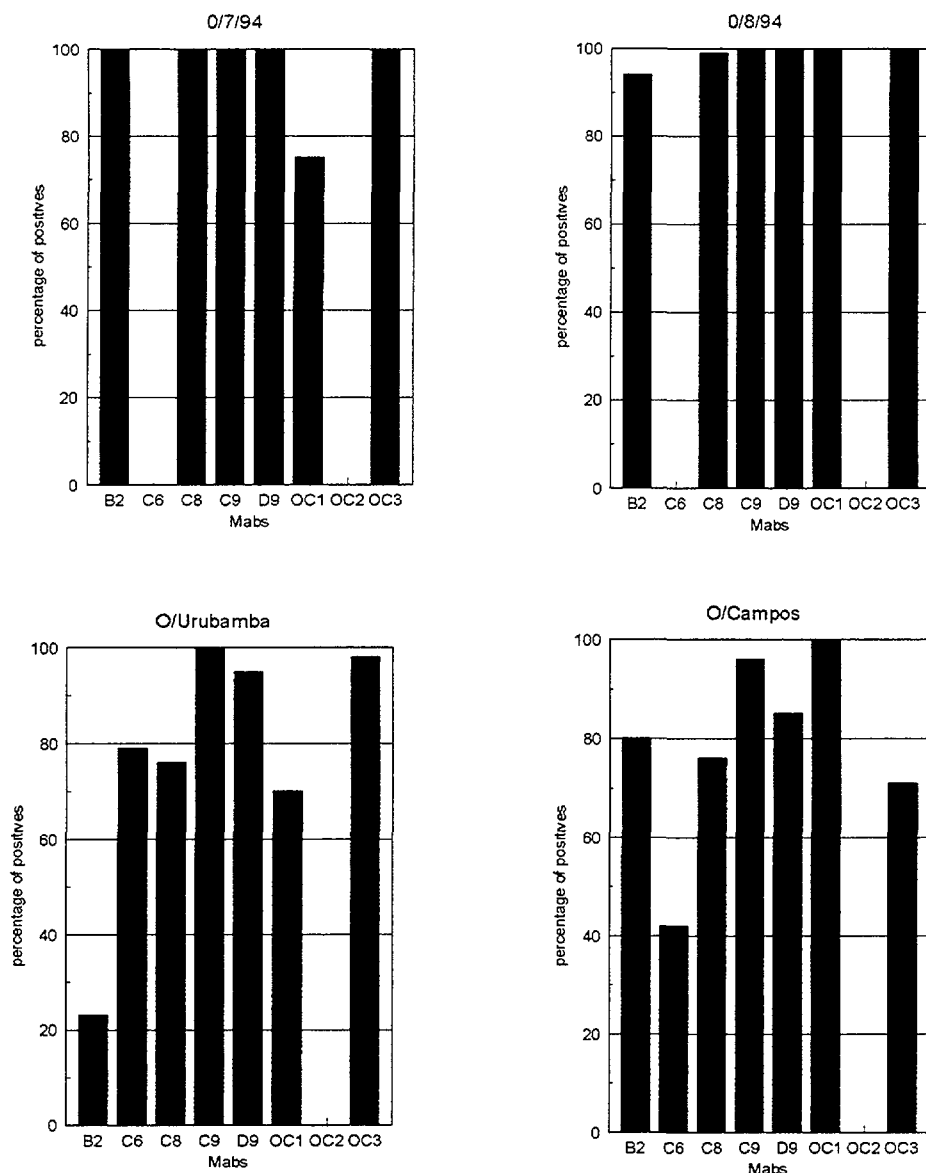 0/7/94
percentage of positives
100
80
60
40
20
0
B2 C6 C8 C9 D9 OC1 OC2 OC3
Mabs
0/8/94
percentage of positives
100
80
60
40
20
0
B2 C6 C8 C9 D9 OC1 OC2 OC3
Mabs
O/Urubamba
percentage of positives
100
80
60
40
20
0
B2 C6 C8 C9 D9 OC1 OC2 OC3
Mabs
O/Campos
percentage of positives
100
80
60
40
20
0
B2 C6 C8 C9 D9 OC1 OC2 OC3
Mabs